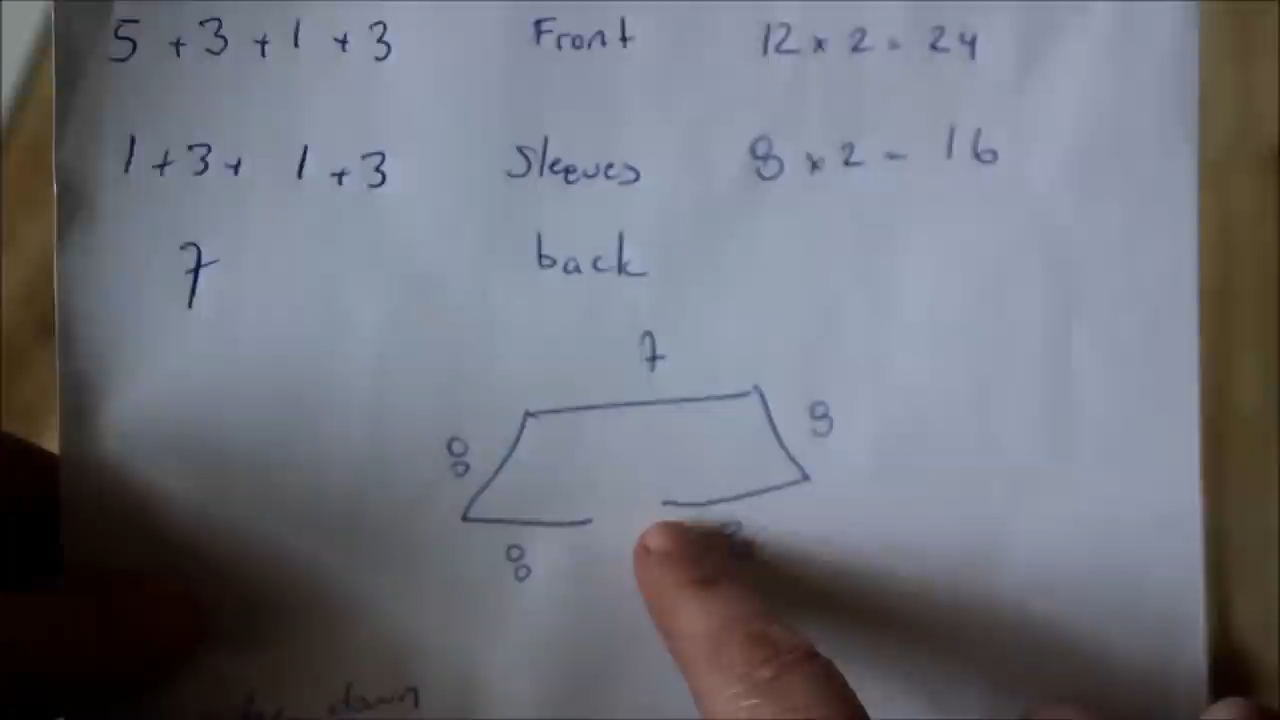 5 + 3 + 1 + 3 Front 12 x 2 = 24
1 + 3 + 1 + 3 Sleeves 8 x 2 = 16
7 back
7
8 8
8
down